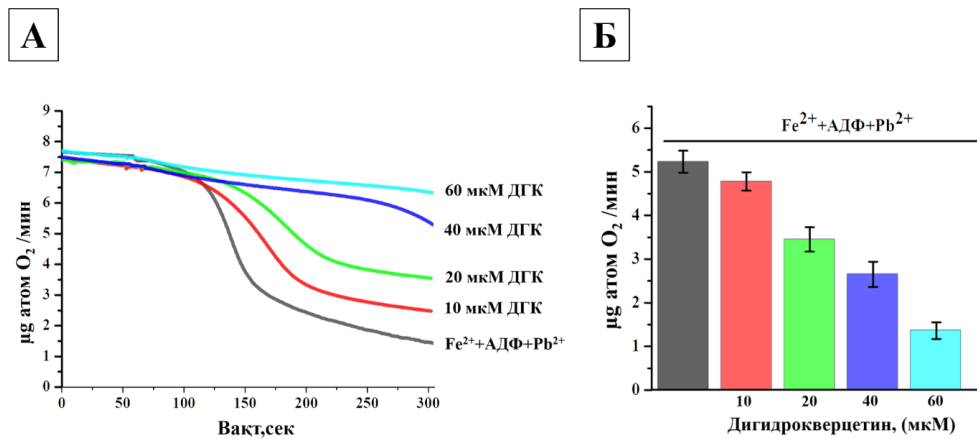 А
Б
µg атом O₂ /мин
9
8
7
6
5
4
3
2
1
0
0 50 100 150 200 250 300
Вақт,сек
60 мкМ ДГК
40 мкМ ДГК
20 мкМ ДГК
10 мкМ ДГК
Fe²⁺+АДФ+Pb²⁺
µg атом O₂ /мин
6
5
4
3
2
1
0
Fe²⁺+АДФ+Pb²⁺
10 20 40 60
Дигидрокверцетин, (мкМ)